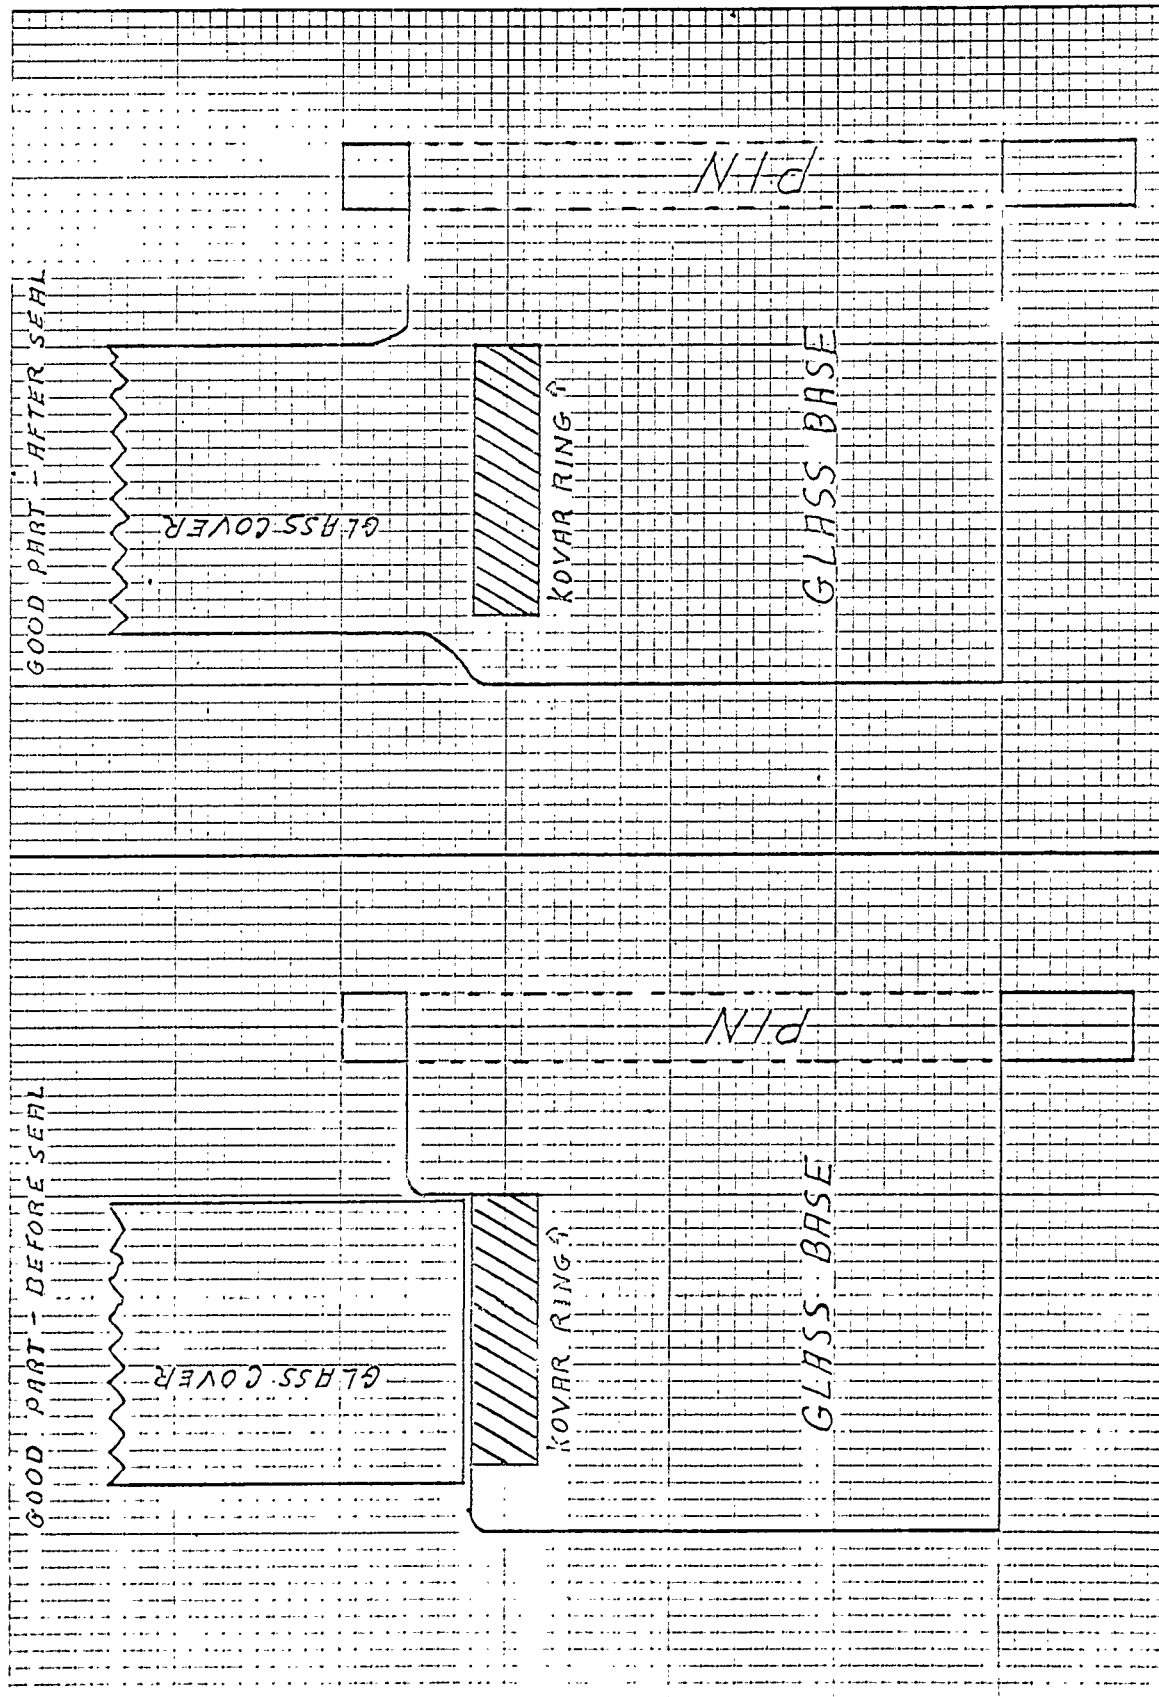 GOOD PART - BEFORE SEAL
GLASS COVER
KOVAR RING ↑
GLASS BASE
PIN
GOOD PART - AFTER SEAL
GLASS COVER
KOVAR RING ↑
GLASS BASE
PIN